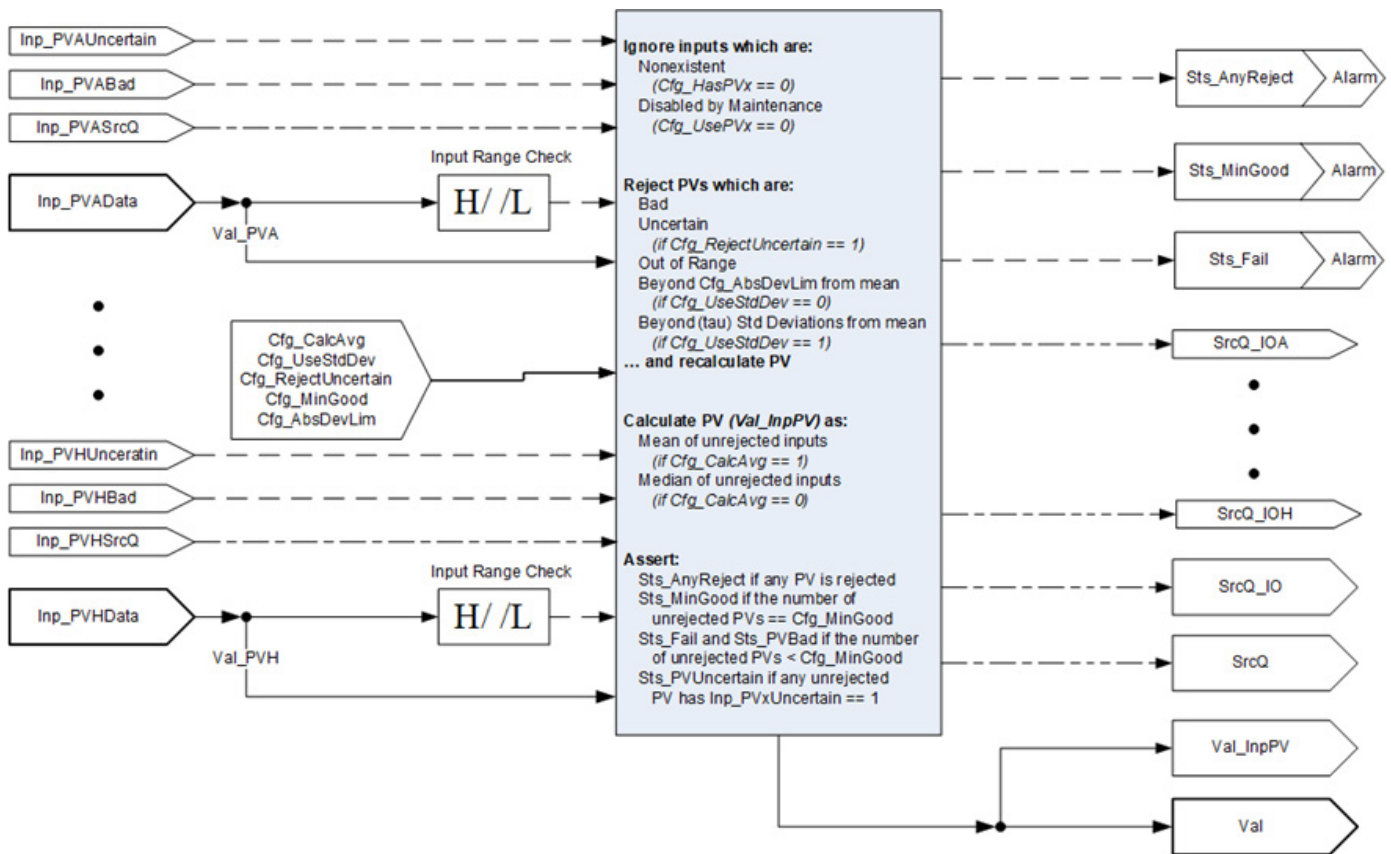 Inp_PVAUncertain
Inp_PVABad
Inp_PVASrcQ
Input Range Check
Inp_PVAData
H/ /L
Val_PVA
Cfg_CalcAvg
Cfg_UseStdDev
Cfg_RejectUncertain
Cfg_MinGood
Cfg_AbsDevLim
Inp_PVHUnceratin
Inp_PVHBad
Inp_PVHSrcQ
Input Range Check
Inp_PVHData
H/ /L
Val_PVH
Ignore inputs which are:
Nonexistent
(Cfg_HasPVx == 0)
Disabled by Maintenance
(Cfg_UsePVx == 0)
Reject PVs which are:
Bad
Uncertain
(if Cfg_RejectUncertain == 1)
Out of Range
Beyond Cfg_AbsDevLim from mean
(if Cfg_UseStdDev == 0)
Beyond (tau) Std Deviations from mean
(if Cfg_UseStdDev == 1)
... and recalculate PV
Calculate PV (Val_InpPV) as:
Mean of unrejected inputs
(if Cfg_CalcAvg == 1)
Median of unrejected inputs
(if Cfg_CalcAvg == 0)
Assert:
Sts_AnyReject if any PV is rejected
Sts_MinGood if the number of
unrejected PVs == Cfg_MinGood
Sts_Fail and Sts_PVBad if the number
of unrejected PVs < Cfg_MinGood
Sts_PVUncertain if any unrejected
PV has Inp_PVxUncertain == 1
Sts_AnyReject Alarm
Sts_MinGood Alarm
Sts_Fail Alarm
SrcQ_IOA
SrcQ_IOH
SrcQ_IO
SrcQ
Val_InpPV
Val